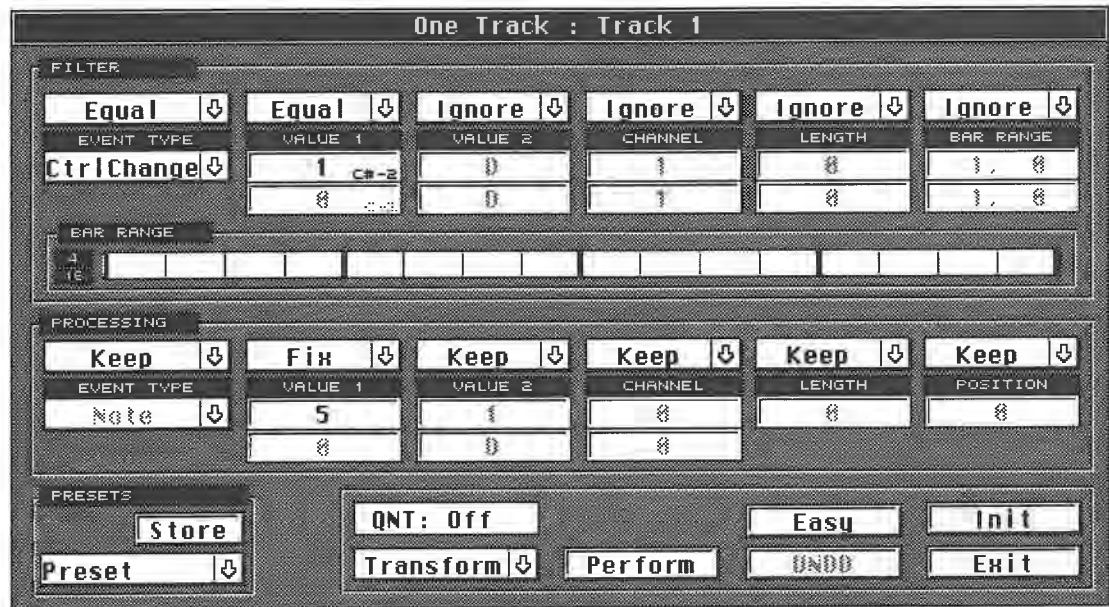 One Track : Track 1
FILTER
Equal Equal Ignore Ignore Ignore Ignore
EVENT TYPE VALUE 1 VALUE 2 CHANNEL LENGTH BAR RANGE
CtrlChange 1 C#-2 0 1 0 1, 0
0 C-2 0 1 0 1, 0
BAR RANGE
4
16
PROCESSING
Keep Fix Keep Keep Keep Keep
EVENT TYPE VALUE 1 VALUE 2 CHANNEL LENGTH POSITION
Note 5 1 0 0 0
0 0 0
PRESETS
Store QNT: Off Easy Init
Preset Transform Perform UNDO Exit